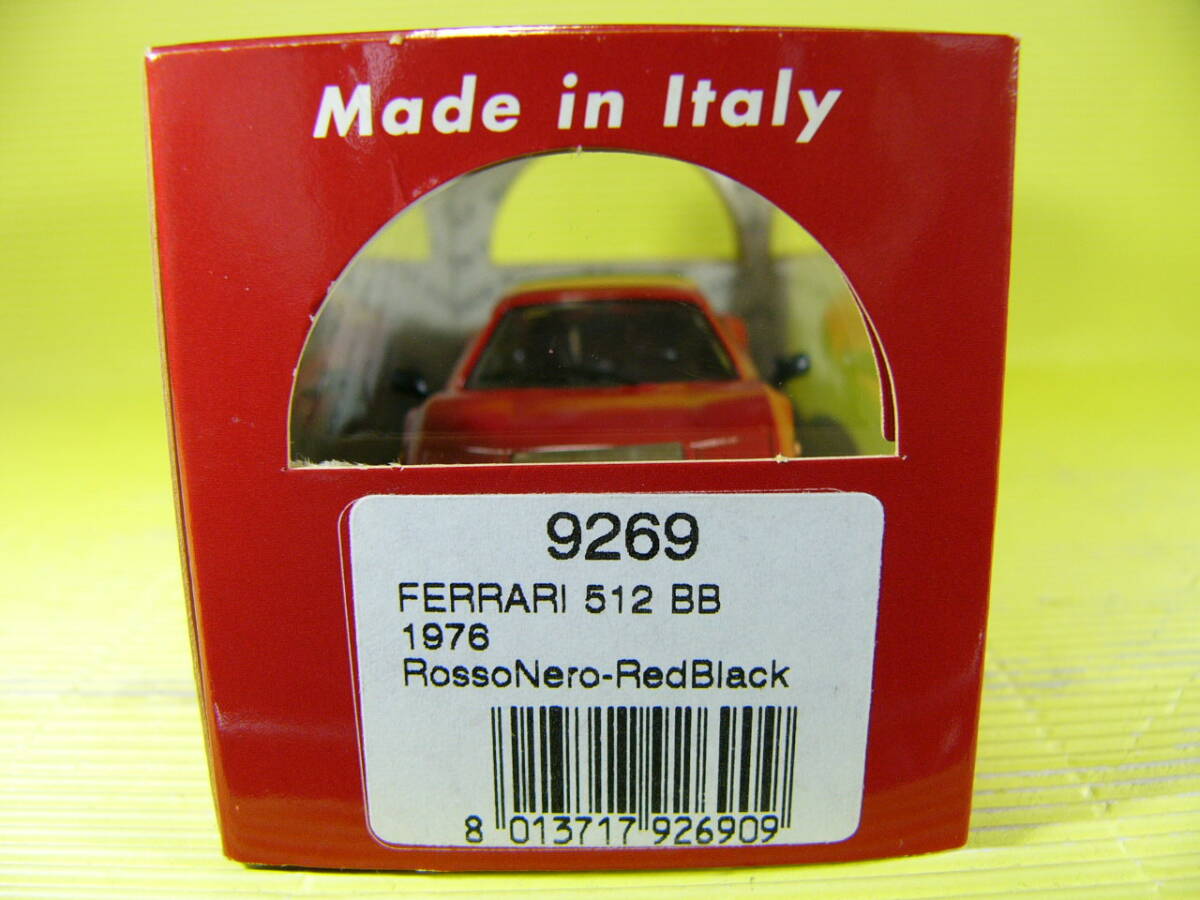 Made in Italy
9269
FERRARI 512 BB
1976
RossoNero-RedBlack
8 013717 926909